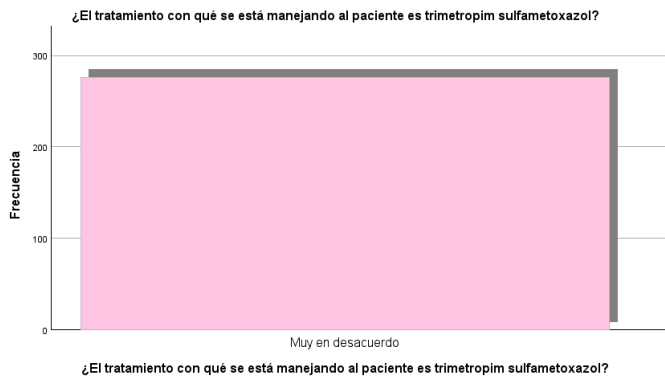 ¿El tratamiento con qué se está manejando al paciente es trimetropim sulfametoxazol?
300
200
100
0
Frecuencia
Muy en desacuerdo
¿El tratamiento con qué se está manejando al paciente es trimetropim sulfametoxazol?